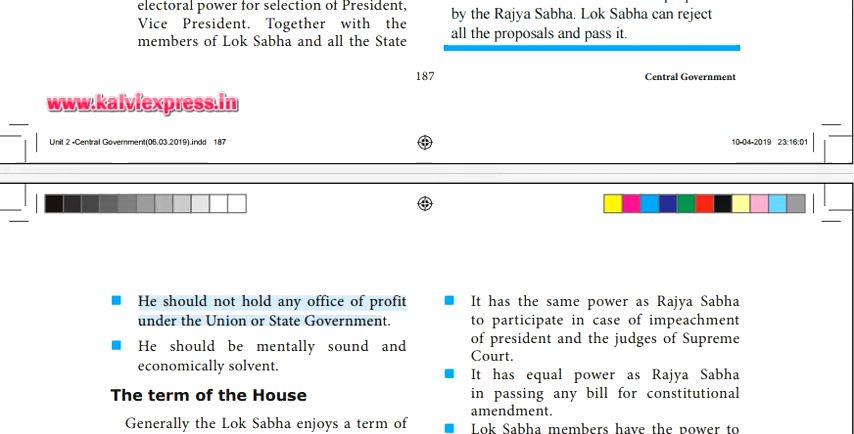 electoral power for selection of President,
Vice President. Together with the
members of Lok Sabha and all the State
by the Rajya Sabha. Lok Sabha can reject
all the proposals and pass it.
187
Central Government
www.kalviexpress.in
Unit 2 -Central Government(06.03.2019).indd 187
10-04-2019 23:16:01
He should not hold any office of profit
under the Union or State Government.
He should be mentally sound and
economically solvent.
The term of the House
Generally the Lok Sabha enjoys a term of
It has the same power as Rajya Sabha
to participate in case of impeachment
of president and the judges of Supreme
Court.
It has equal power as Rajya Sabha
in passing any bill for constitutional
amendment.
Lok Sabha members have the power to